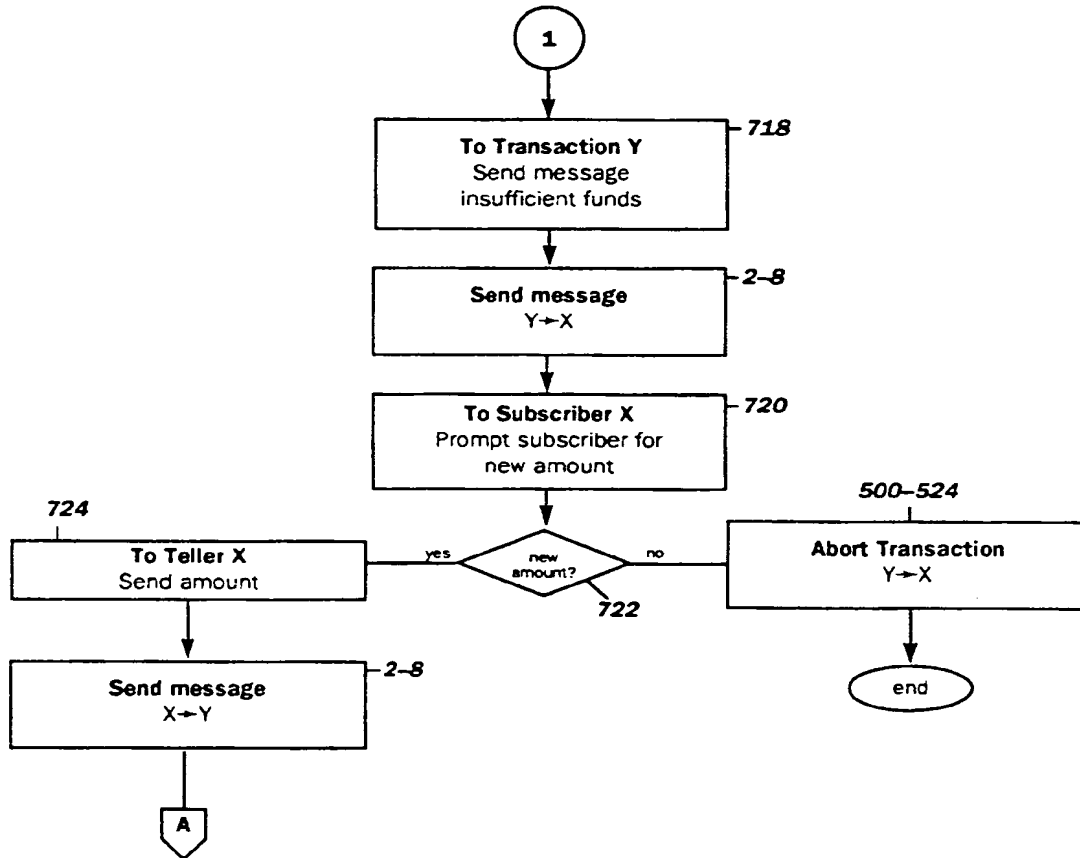 1
To Transaction Y
Send message
insufficient funds
718
Send message
Y→X
2-8
To Subscriber X
Prompt subscriber for
new amount
720
724
To Teller X
Send amount
yes
new
amount?
no
722
500-524
Abort Transaction
Y→X
Send message
X→Y
2-8
end
A